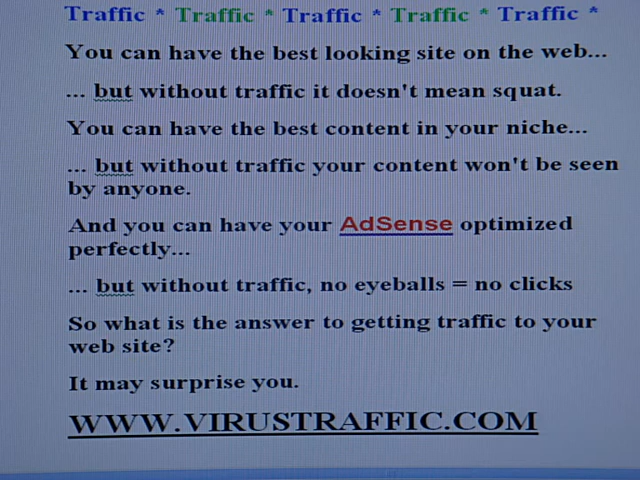 Traffic * Traffic * Traffic * Traffic * Traffic *
You can have the best looking site on the web...
... but without traffic it doesn't mean squat.
You can have the best content in your niche...
... but without traffic your content won't be seen
by anyone.
And you can have your AdSense optimized
perfectly...
... but without traffic, no eyeballs = no clicks
So what is the answer to getting traffic to your
web site?
It may surprise you.
WWW.VIRUSTRAFFIC.COM